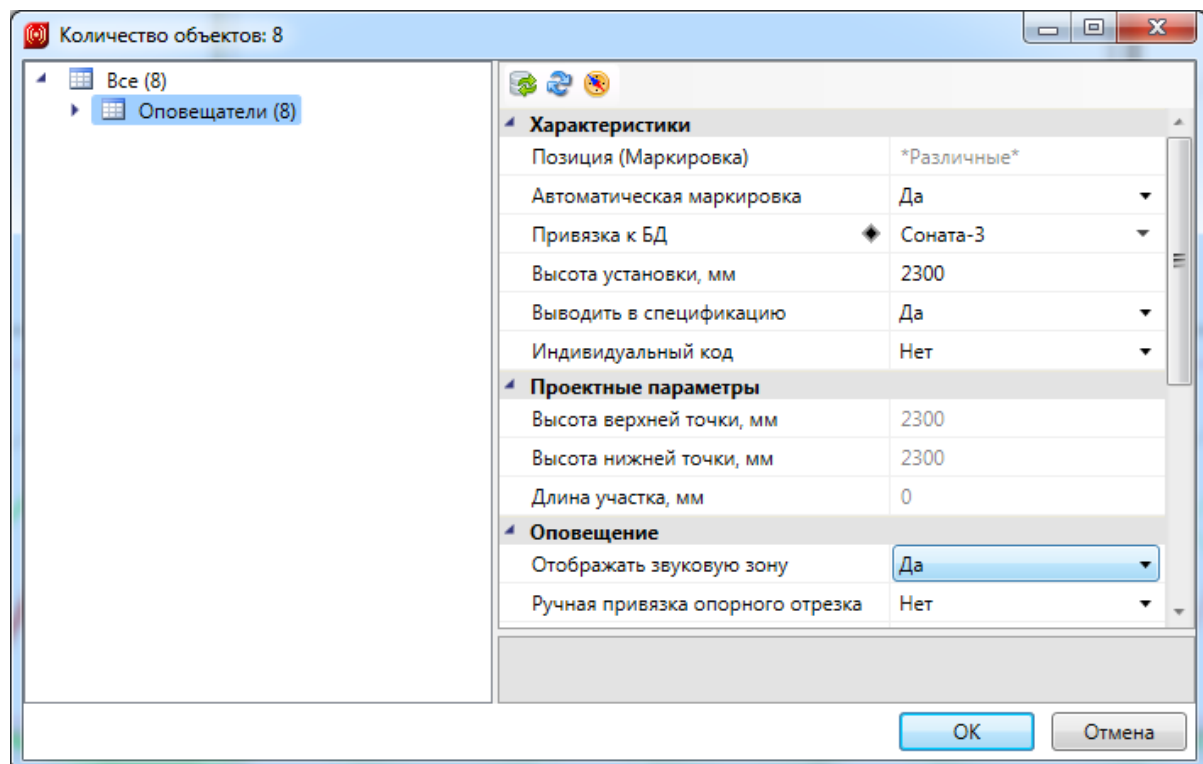 Количество объектов: 8
Все (8)
Оповещатели (8)
Характеристики
Позиция (Маркировка) *Различные*
Автоматическая маркировка Да
Привязка к БД Соната-3
Высота установки, мм 2300
Выводить в спецификацию Да
Индивидуальный код Нет
Проектные параметры
Высота верхней точки, мм 2300
Высота нижней точки, мм 2300
Длина участка, мм 0
Оповещение
Отображать звуковую зону Да
Ручная привязка опорного отрезка Нет
ОК Отмена